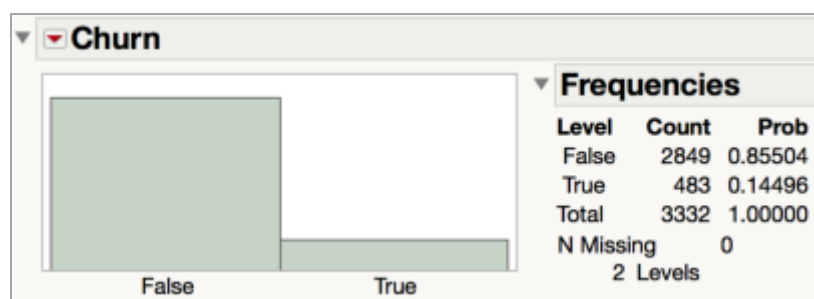 Churn
Frequencies
Level Count Prob
False 2849 0.85504
True 483 0.14496
Total 3332 1.00000
N Missing 0
2 Levels
False True